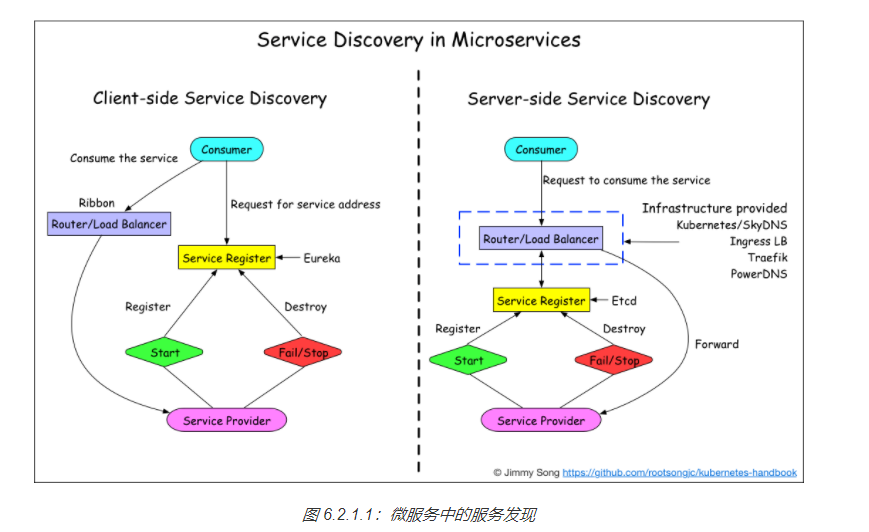 Service Discovery in Microservices
Client-side Service Discovery
Consumer
Consume the service
Ribbon
Request for service address
Router/Load Balancer
Service Register
Eureka
Register
Destroy
Start
Fail/Stop
Service Provider
Server-side Service Discovery
Consumer
Request to consume the service
Infrastructure provided
Kubernetes/SkyDNS
Ingress LB
Traefik
PowerDNS
Router/Load Balancer
Service Register
Etcd
Register
Destroy
Forward
Start
Fail/Stop
Service Provider
© Jimmy Song https://github.com/rootsongjc/kubernetes-handbook
图 6.2.1.1：微服务中的服务发现